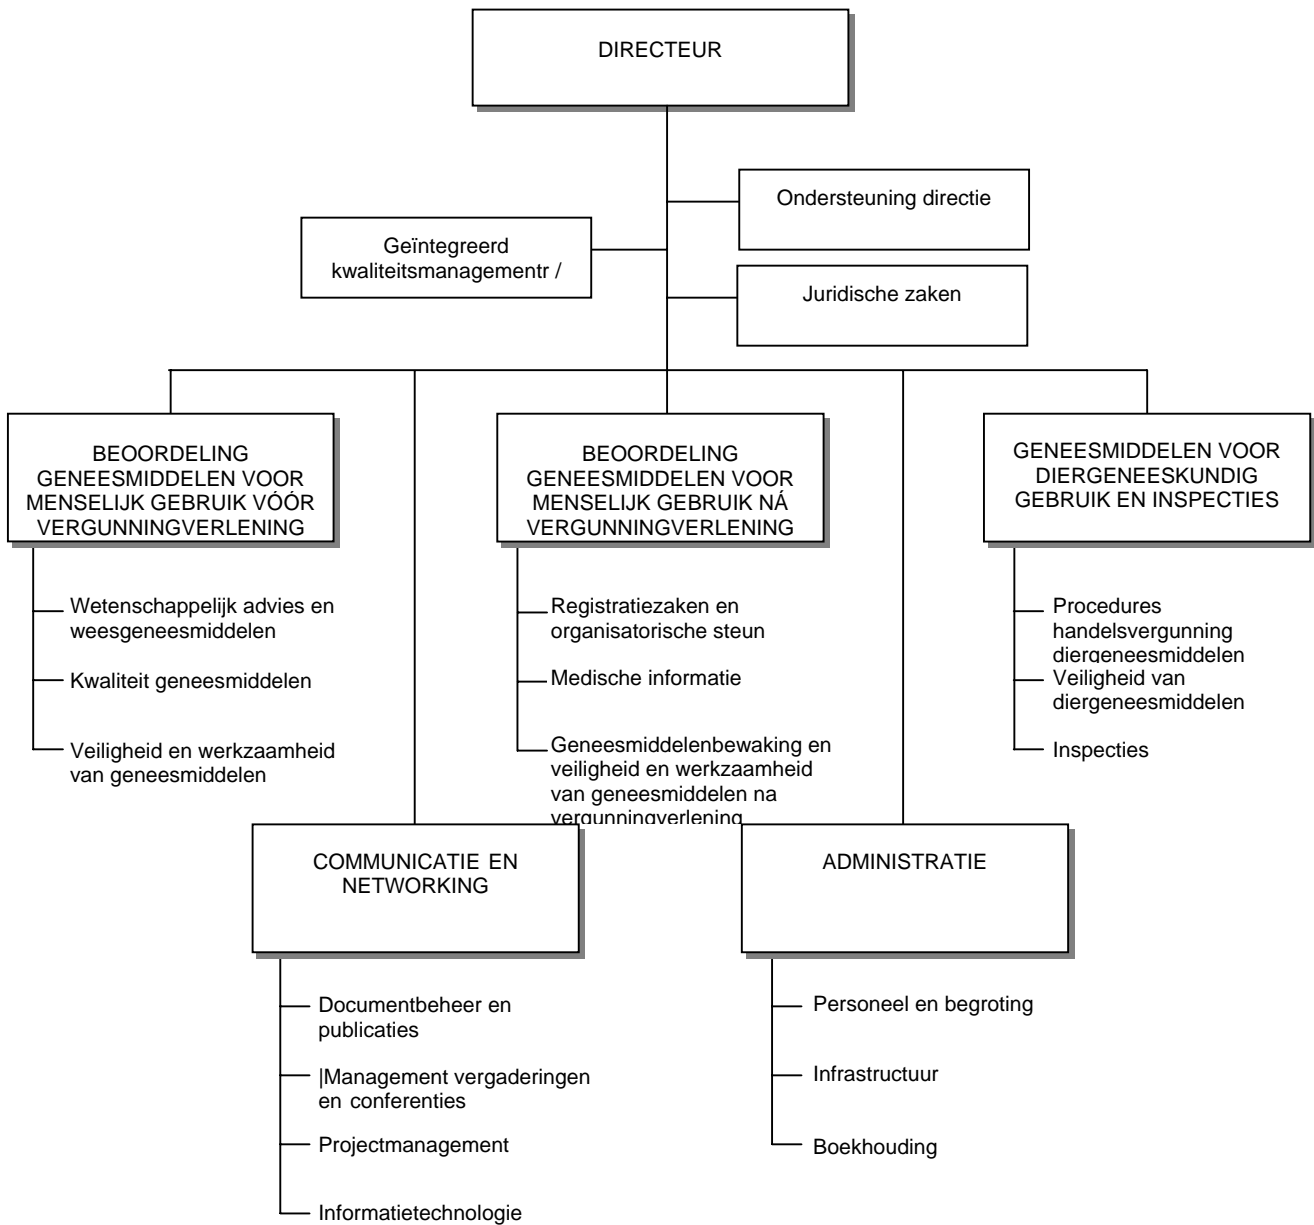 DIRECTEUR
Ondersteuning directie
Geïntegreerd
kwaliteitsmanagementr /
Juridische zaken
BEOORDELING
GENEESMIDDELEN VOOR
MENSELIJK GEBRUIK VÓÓR
VERGUNNINGVERLENING
BEOORDELING
GENEESMIDDELEN VOOR
MENSELIJK GEBRUIK NÁ
VERGUNNINGVERLENING
GENEESMIDDELEN VOOR
DIERGENEESKUNDIG
GEBRUIK EN INSPECTIES
Wetenschappelijk advies en
weesgeneesmiddelen
Kwaliteit geneesmiddelen
Veiligheid en werkzaamheid
van geneesmiddelen
Registratiezaken en
organisatorische steun
Medische informatie
Geneesmiddelenbewaking en
veiligheid en werkzaamheid
van geneesmiddelen na
vergunningverlening
Procedures
handelsvergunning
diergeneesmiddelen
Veiligheid van
diergeneesmiddelen
Inspecties
COMMUNICATIE EN
NETWORKING
ADMINISTRATIE
Documentbeheer en
publicaties
|Management vergaderingen
en conferenties
Projectmanagement
Informatietechnologie
Personeel en begroting
Infrastructuur
Boekhouding